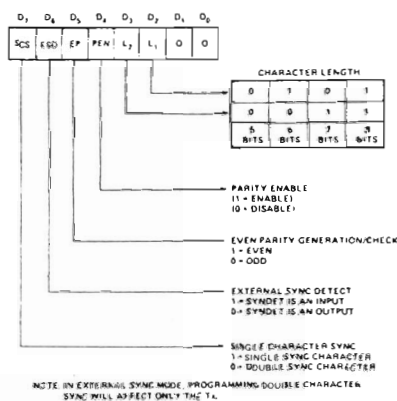 D7 D6 D5 D4 D3 D2 D1 D0
SCS ESD EP PEN L2 L1 0 0
CHARACTER LENGTH
0 1 0 1
0 0 1 1
5 6 7 8
BITS BITS BITS BITS
PARITY ENABLE
(1 = ENABLE)
(0 = DISABLE)
EVEN PARITY GENERATION/CHECK
1 = EVEN
0 = ODD
EXTERNAL SYNC DETECT
1 = SYNDET IS AN INPUT
0 = SYNDET IS AN OUTPUT
SINGLE CHARACTER SYNC
1 = SINGLE SYNC CHARACTER
0 = DOUBLE SYNC CHARACTER
NOTE: IN EXTERNAL SYNC MODE, PROGRAMMING DOUBLE CHARACTER
SYNC WILL AFFECT ONLY THE Tx.